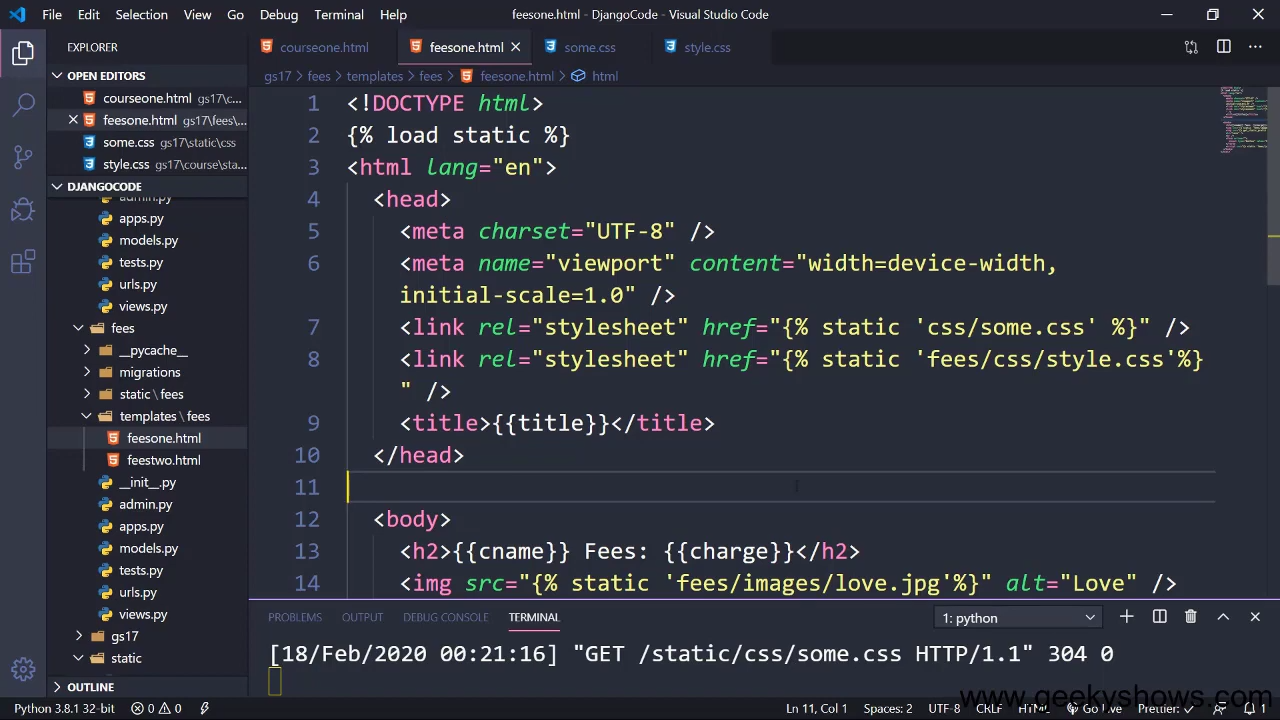 File Edit Selection View Go Debug Terminal Help feesone.html - DjangoCode - Visual Studio Code
EXPLORER
OPEN EDITORS
courseone.html gs17\c...
feesone.html gs17\fees\...
some.css gs17\static\css
style.css gs17\course\sta...
DJANGOCODE
admin.py
apps.py
models.py
tests.py
urls.py
views.py
fees
__pycache__
migrations
static \ fees
templates \ fees
feesone.html
feestwo.html
__init__.py
admin.py
apps.py
models.py
tests.py
urls.py
views.py
gs17
static
OUTLINE
courseone.html feesone.html some.css style.css
gs17 > fees > templates > fees > feesone.html > html
1 <!DOCTYPE html>
2 {% load static %}
3 <html lang="en">
4 <head>
5 <meta charset="UTF-8" />
6 <meta name="viewport" content="width=device-width,
initial-scale=1.0" />
7 <link rel="stylesheet" href="{% static 'css/some.css' %}" />
8 <link rel="stylesheet" href="{% static 'fees/css/style.css'%}
" />
9 <title>{{title}}</title>
10 </head>
11
12 <body>
13 <h2>{{cname}} Fees: {{charge}}</h2>
14 <img src="{% static 'fees/images/love.jpg'%}" alt="Love" />
PROBLEMS OUTPUT DEBUG CONSOLE TERMINAL 1: python
[18/Feb/2020 00:21:16] "GET /static/css/some.css HTTP/1.1" 304 0
www.geekyshows.com
Python 3.8.1 32-bit 0 0 Ln 11, Col 1 Spaces: 2 UTF-8 CRLF HTML Go Live Prettier: 1